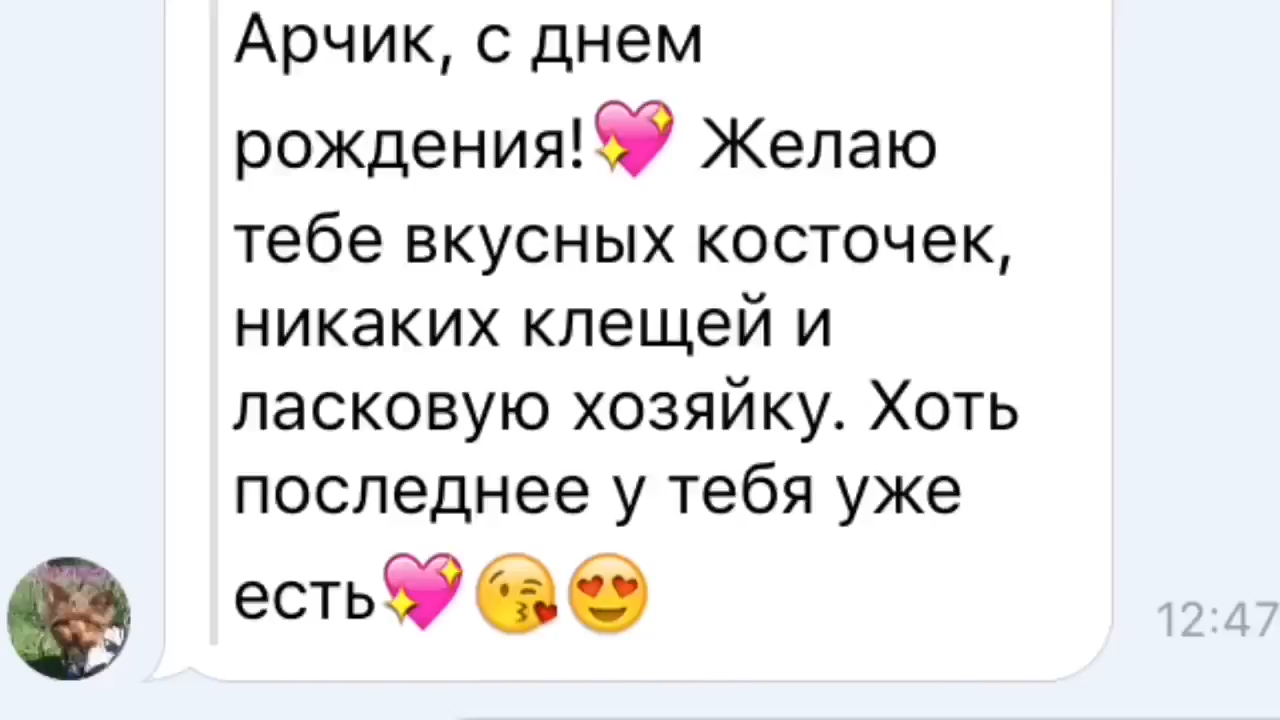 Арчик, с днем
рождения!💖 Желаю
тебе вкусных косточек,
никаких клещей и
ласковую хозяйку. Хоть
последнее у тебя уже
есть💖😘😍
12:47